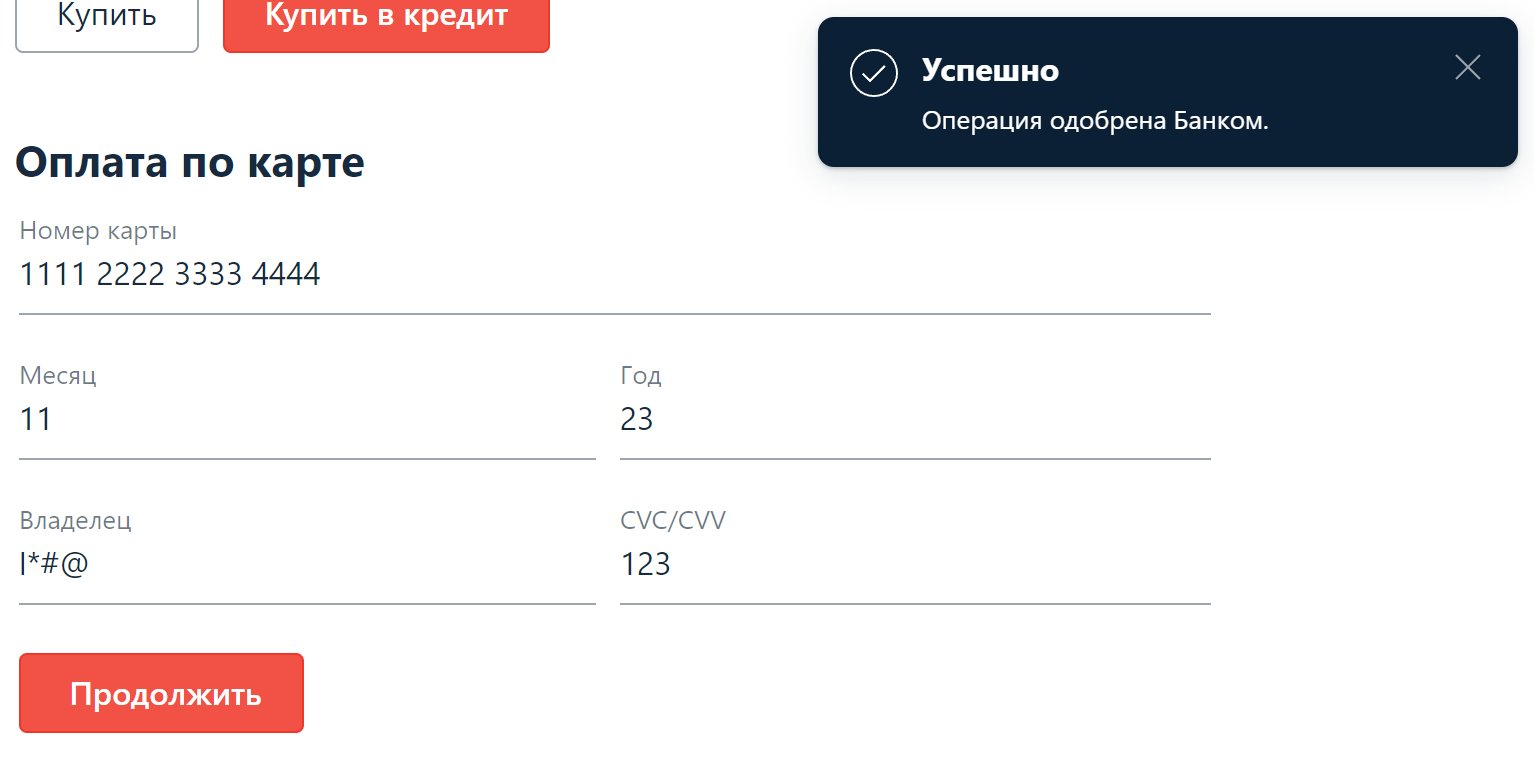 Купить
Купить в кредит
Успешно
Операция одобрена Банком.
Оплата по карте
Номер карты
1111 2222 3333 4444
Месяц
Год
11
23
Владелец
CVC/CVV
|*#@
123
Продолжить